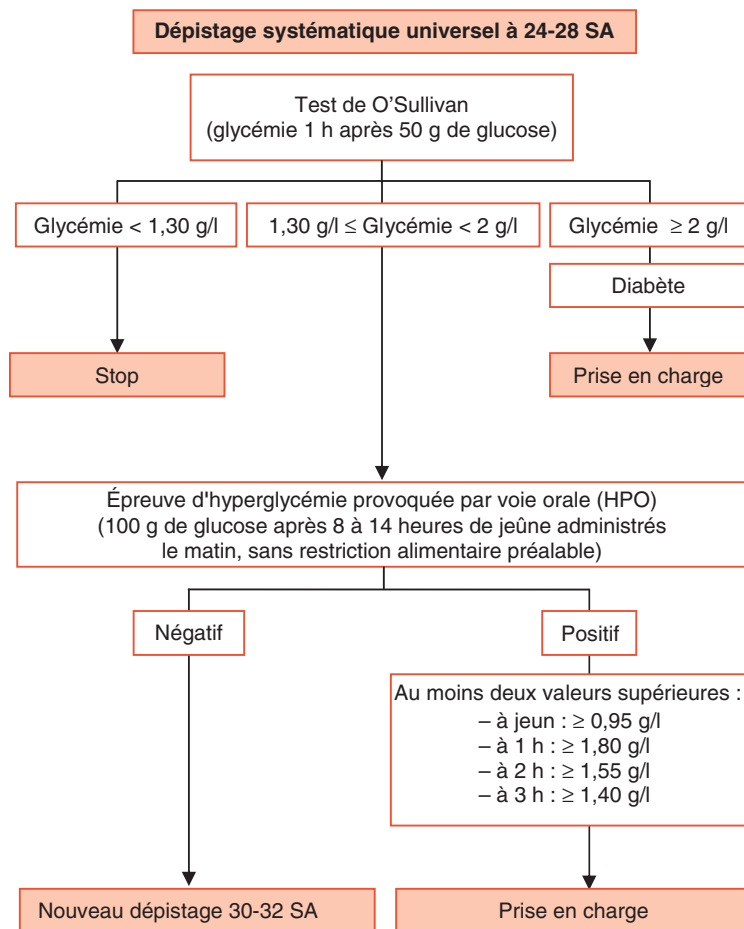 Dépistage systématique universel à 24-28 SA
Test de O’Sullivan
(glycémie 1 h après 50 g de glucose)
Glycémie < 1,30 g/l
1,30 g/l ≤ Glycémie < 2 g/l
Glycémie ≥ 2 g/l
Diabète
Stop
Prise en charge
Épreuve d'hyperglycémie provoquée par voie orale (HPO)
(100 g de glucose après 8 à 14 heures de jeûne administrés
le matin, sans restriction alimentaire préalable)
Négatif
Positif
Au moins deux valeurs supérieures :
– à jeun : ≥ 0,95 g/l
– à 1 h : ≥ 1,80 g/l
– à 2 h : ≥ 1,55 g/l
– à 3 h : ≥ 1,40 g/l
Nouveau dépistage 30-32 SA
Prise en charge